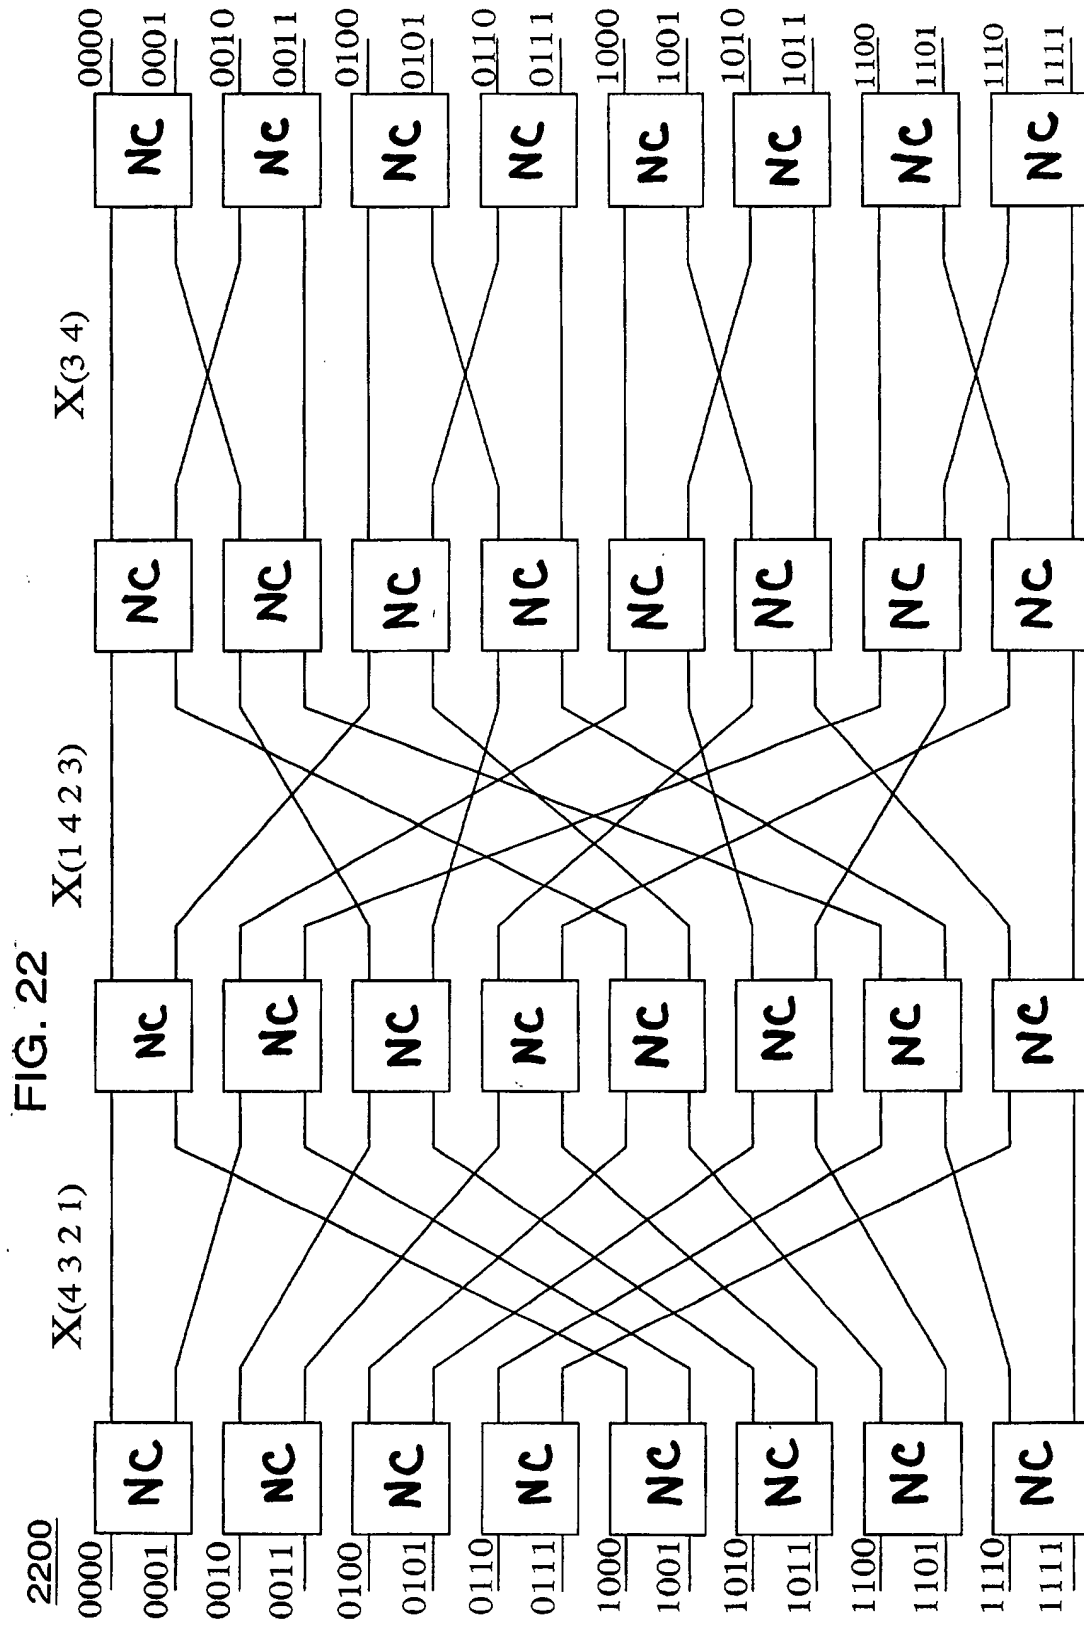 FIG. 22
2200
X(4 3 2 1)
X(1 4 2 3)
X(3 4)
0000
0001
0010
0011
0100
0101
0110
0111
1000
1001
1010
1011
1100
1101
1110
1111
NC NC NC NC
NC NC NC NC
NC NC NC NC
NC NC NC NC
NC NC NC NC
NC NC NC NC
NC NC NC NC
NC NC NC NC
0000
0001
0010
0011
0100
0101
0110
0111
1000
1001
1010
1011
1100
1101
1110
1111